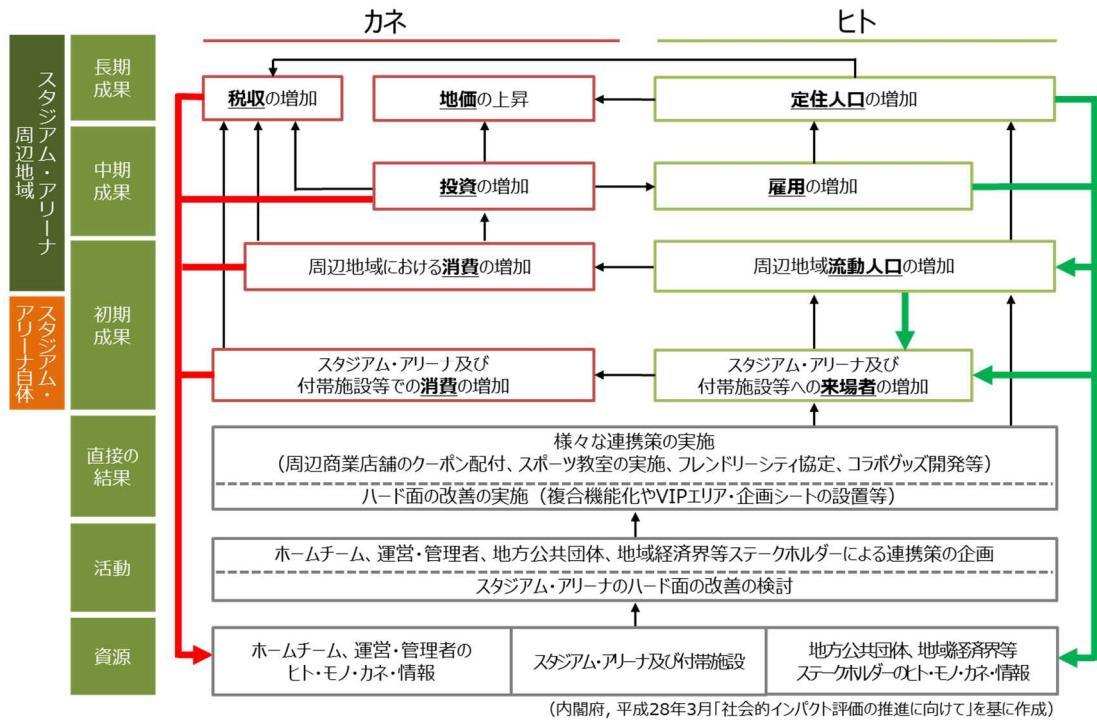 カネ
ヒト
スタジアム・アリーナ
周辺地域
長期
成果
税収の増加
地価の上昇
定住人口の増加
中期
成果
投資の増加
雇用の増加
初期
成果
周辺地域における消費の増加
周辺地域流動人口の増加
スタジアム・
アリーナ自体
スタジアム・アリーナ及び
付帯施設等での消費の増加
スタジアム・アリーナ及び
付帯施設等への来場者の増加
直接の
結果
様々な連携策の実施
(周辺商業店舗のクーポン配付、スポーツ教室の実施、フレンドリーシティ協定、コラボグッズ開発等)
ハード面の改善の実施(複合機能化やVIPエリア・企画シートの設置等)
活動
ホームチーム、運営・管理者、地方公共団体、地域経済界等ステークホルダーによる連携策の企画
スタジアム・アリーナのハード面の改善の検討
資源
ホームチーム、運営・管理者の
ヒト・モノ・カネ・情報
スタジアム・アリーナ及び付帯施設
地方公共団体、地域経済界等
ステークホルダーのヒト・モノ・カネ・情報
(内閣府, 平成28年3月「社会的インパクト評価の推進に向けて」を基に作成)